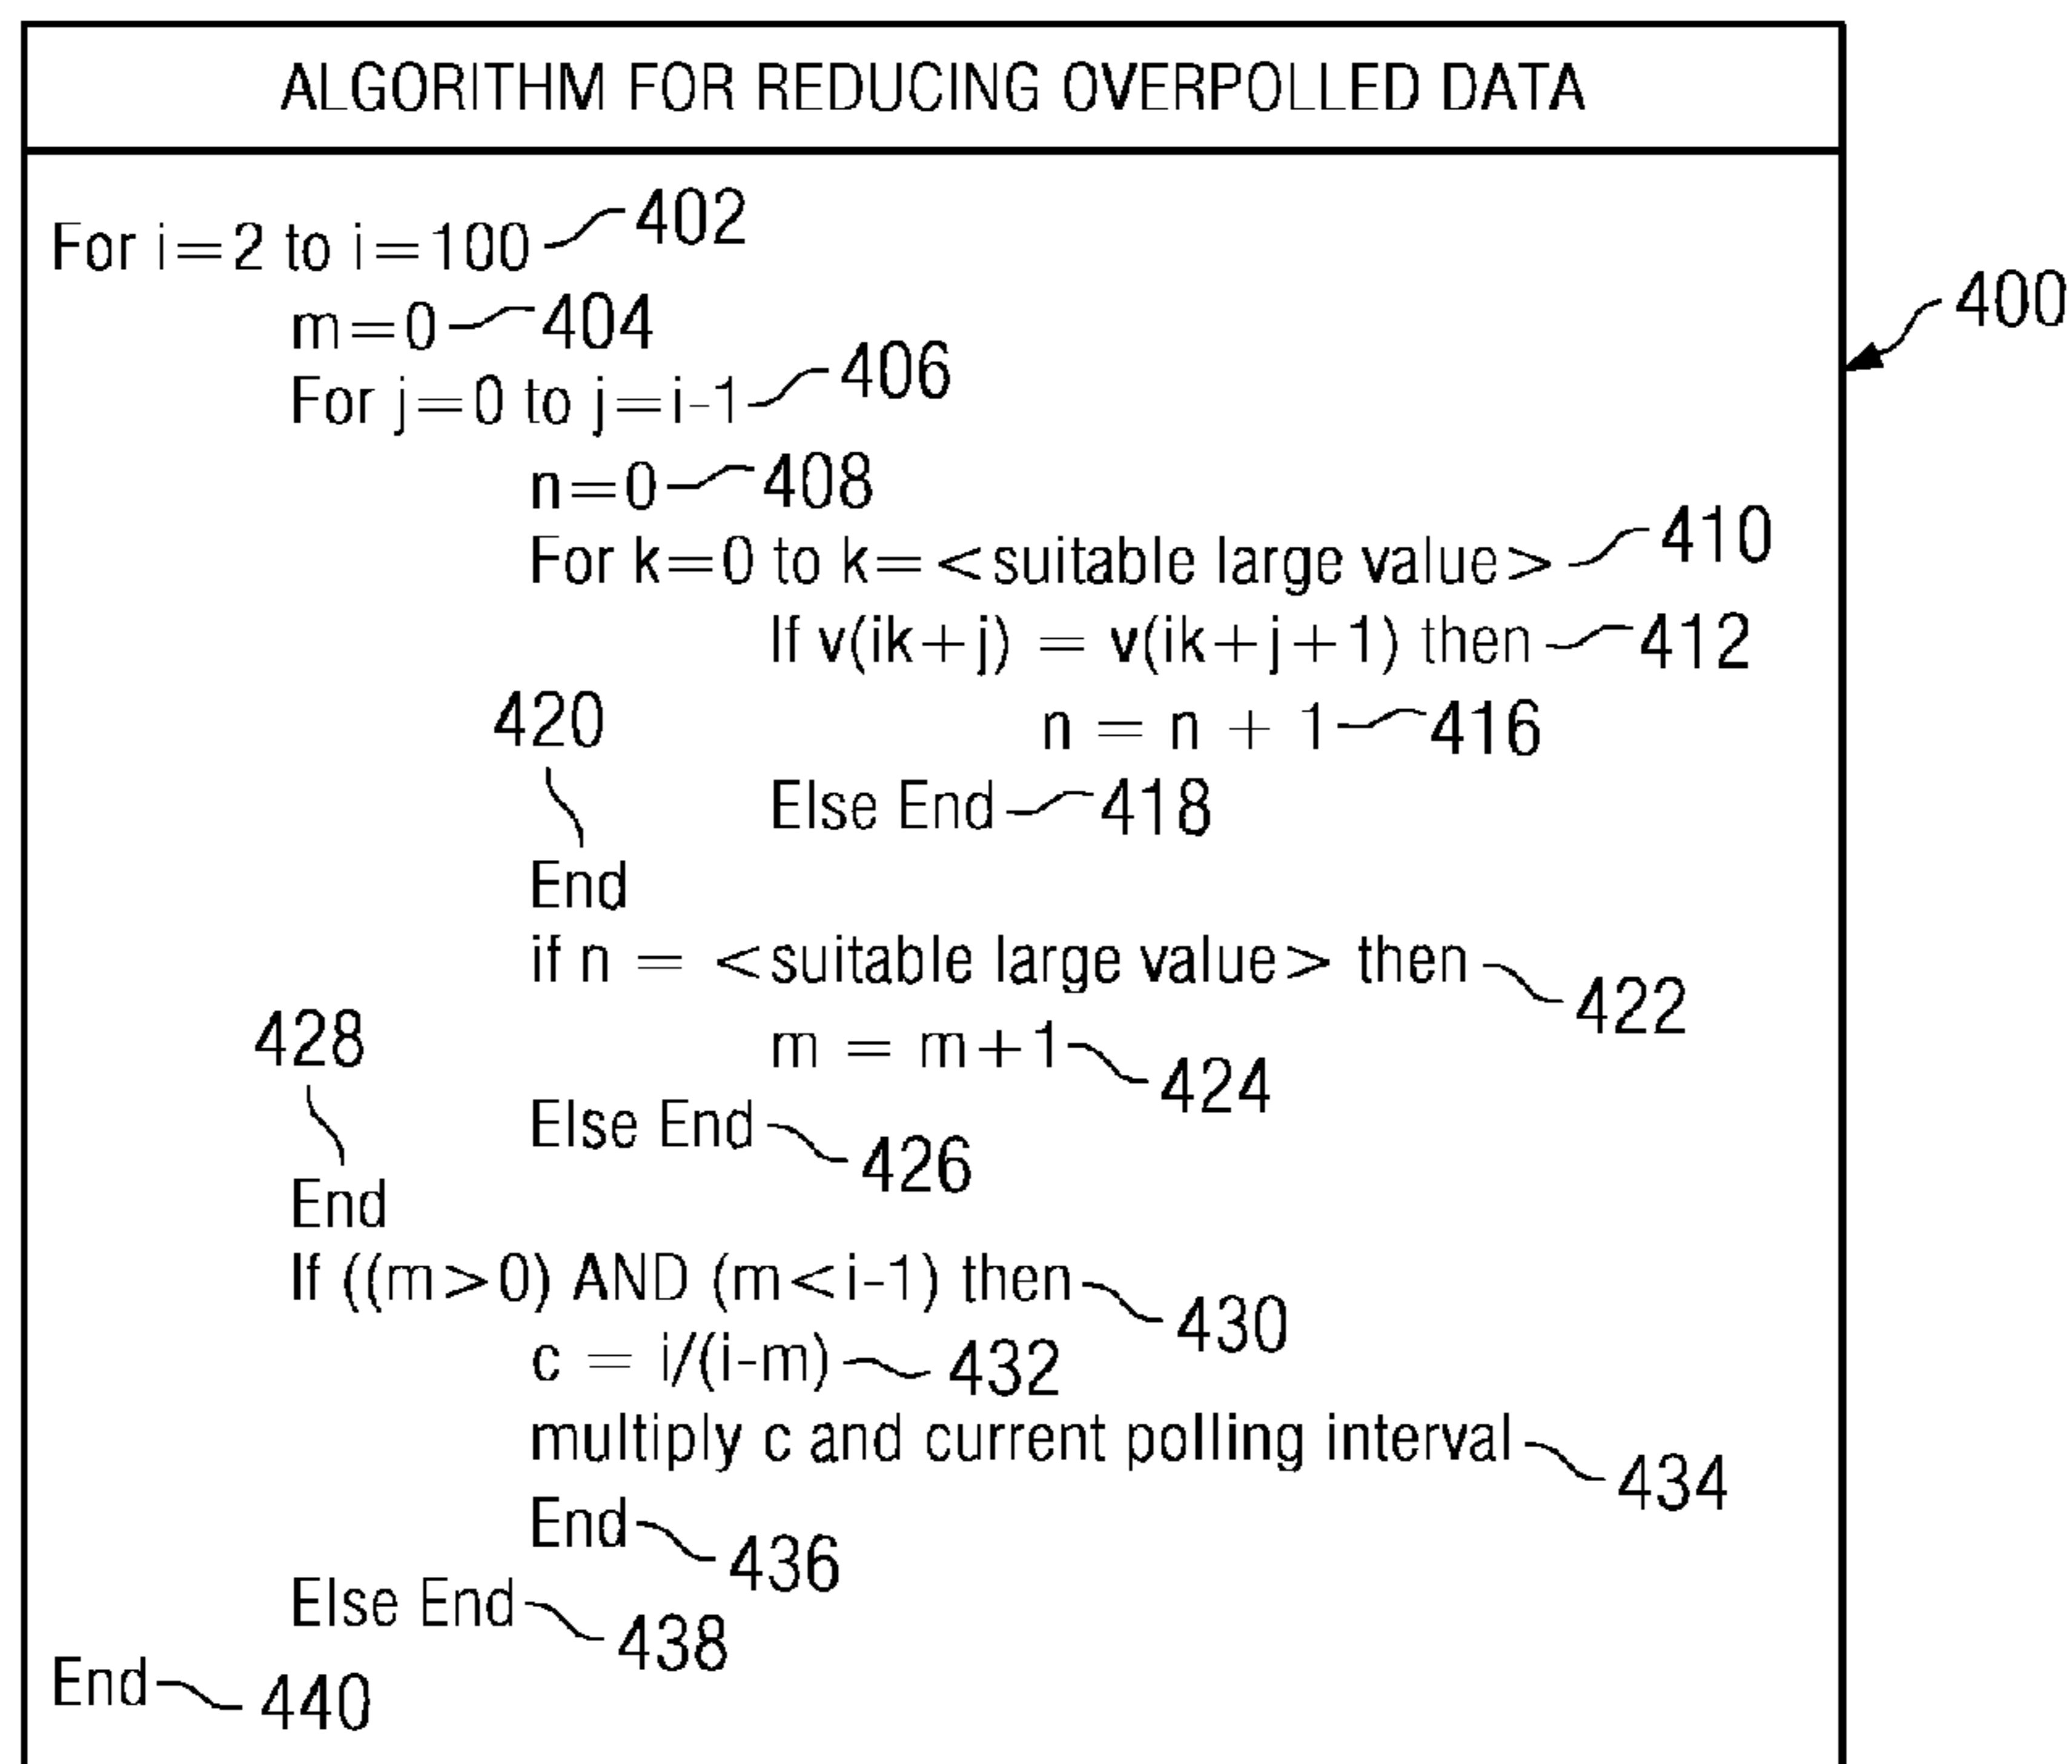 ALGORITHM FOR REDUCING OVERPOLLED DATA
For i=2 to i=100 402
m=0 404
400
For j=0 to j=i-1 406
n=0 408
For k=0 to k=<suitable large value> 410
If v(ik+j) = v(ik+j+1) then 412
420
n = n + 1 416
Else End 418
End
if n = <suitable large value> then 422
428
m = m+1 424
Else End 426
End
If ((m>0) AND (m<i-1) then 430
c = i/(i-m) 432
multiply c and current polling interval 434
End 436
Else End 438
End 440